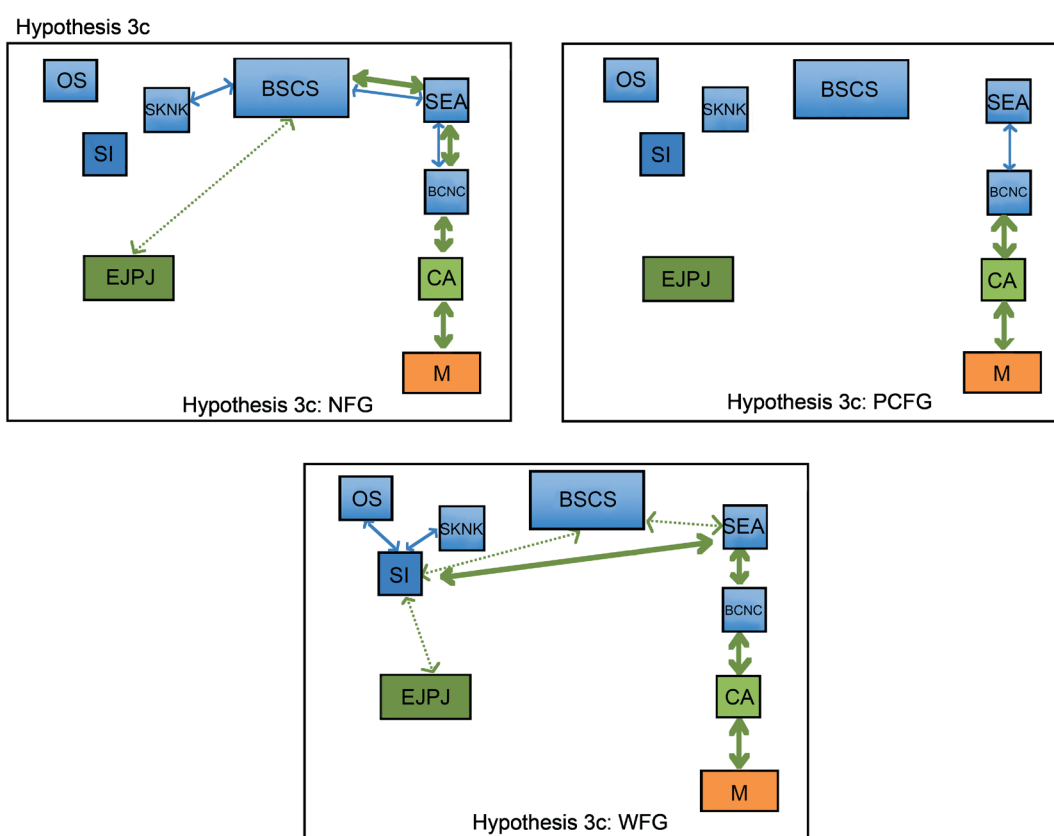 Hypothesis 3c
OS
SKNK
BSCS
SEA
SI
BCNC
EJPJ
CA
M
Hypothesis 3c: NFG
OS
SKNK
BSCS
SEA
SI
BCNC
EJPJ
CA
M
Hypothesis 3c: PCFG
OS
SKNK
BSCS
SEA
SI
BCNC
EJPJ
CA
M
Hypothesis 3c: WFG